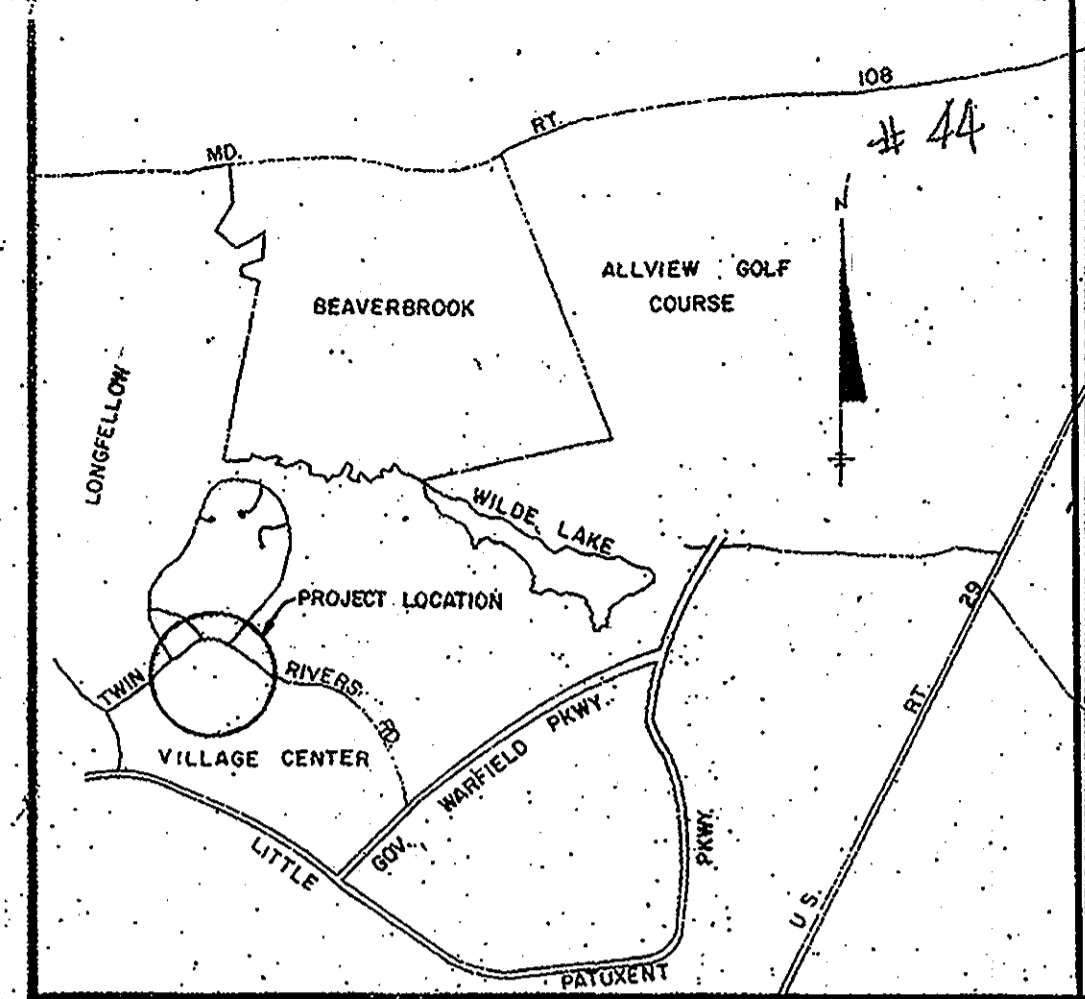 108
RT.
# 44
MD.
N
ALLVIEW GOLF
COURSE
BEAVERBROOK
LONGFELLOW
WILDE LAKE
PROJECT LOCATION
29
TWIN
RIVERS RD.
RT.
VILLAGE CENTER
GOV. WARFIELD PKWY.
PKWY.
LITTLE
U S.
PATUXENT